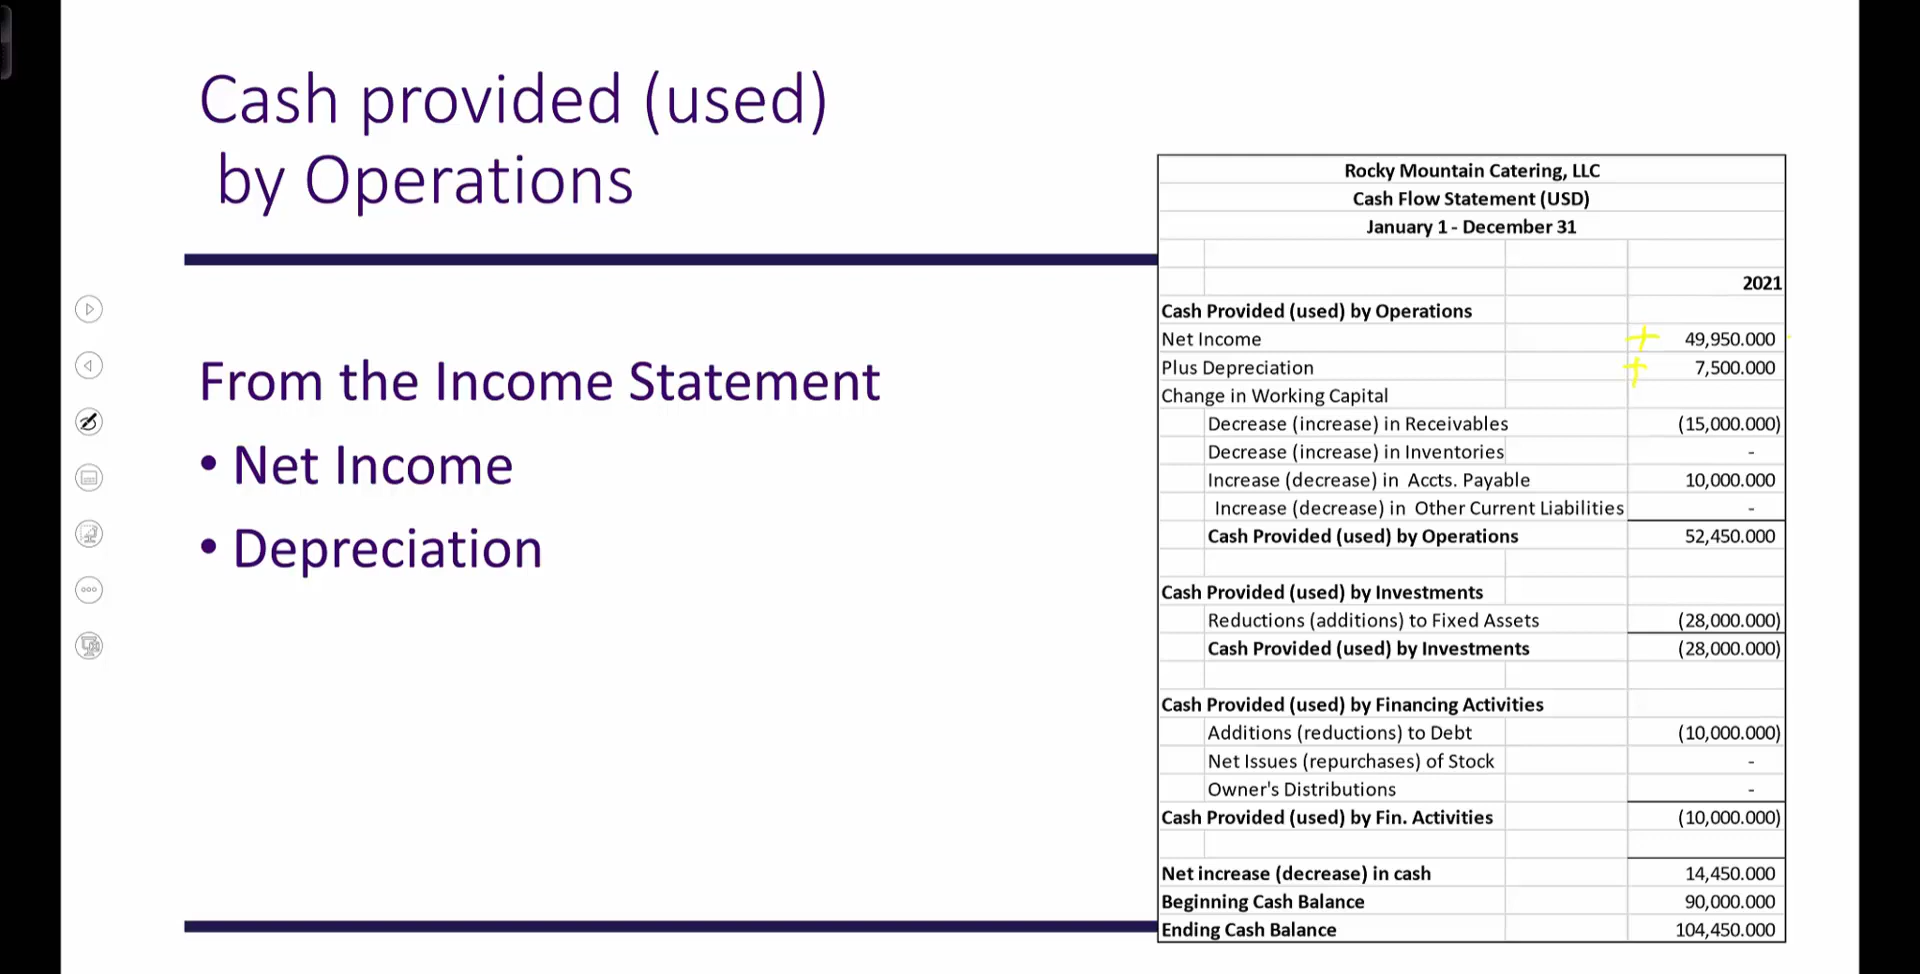 Cash provided (used)
by Operations
From the Income Statement
• Net Income
• Depreciation
Rocky Mountain Catering, LLC
Cash Flow Statement (USD)
January 1 - December 31
2021
Cash Provided (used) by Operations
Net Income + 49,950.000
Plus Depreciation + 7,500.000
Change in Working Capital
Decrease (increase) in Receivables (15,000.000)
Decrease (increase) in Inventories -
Increase (decrease) in Accts. Payable 10,000.000
Increase (decrease) in Other Current Liabilities -
Cash Provided (used) by Operations 52,450.000
Cash Provided (used) by Investments
Reductions (additions) to Fixed Assets (28,000.000)
Cash Provided (used) by Investments (28,000.000)
Cash Provided (used) by Financing Activities
Additions (reductions) to Debt (10,000.000)
Net Issues (repurchases) of Stock -
Owner's Distributions -
Cash Provided (used) by Fin. Activities (10,000.000)
Net increase (decrease) in cash 14,450.000
Beginning Cash Balance 90,000.000
Ending Cash Balance 104,450.000